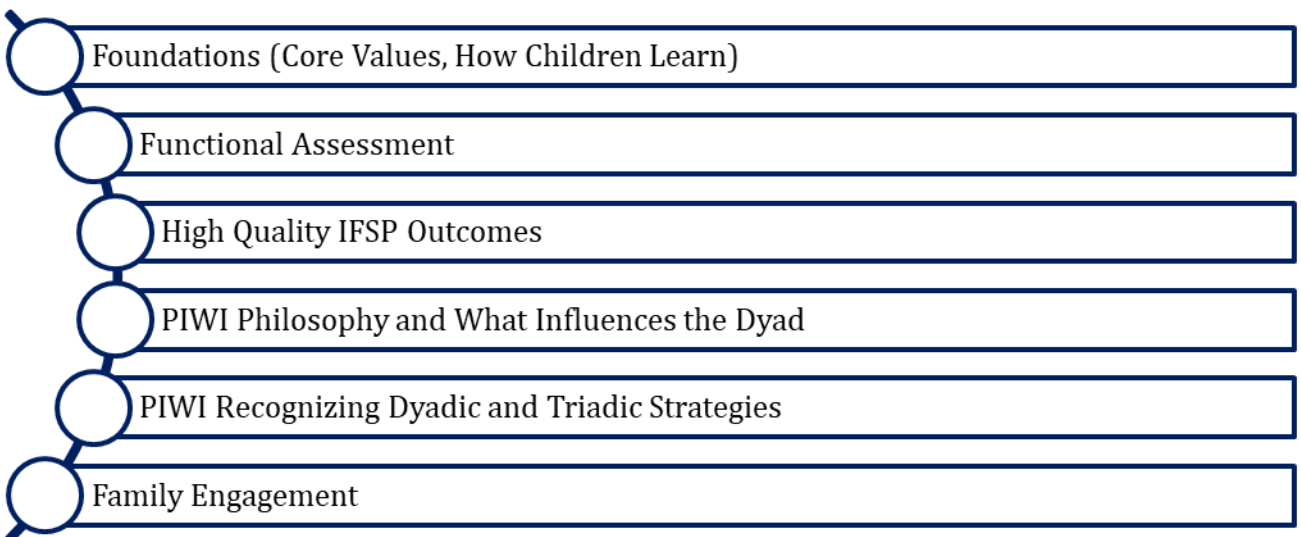 Foundations (Core Values, How Children Learn)
Functional Assessment
High Quality IFSP Outcomes
PIWI Philosophy and What Influences the Dyad
PIWI Recognizing Dyadic and Triadic Strategies
Family Engagement